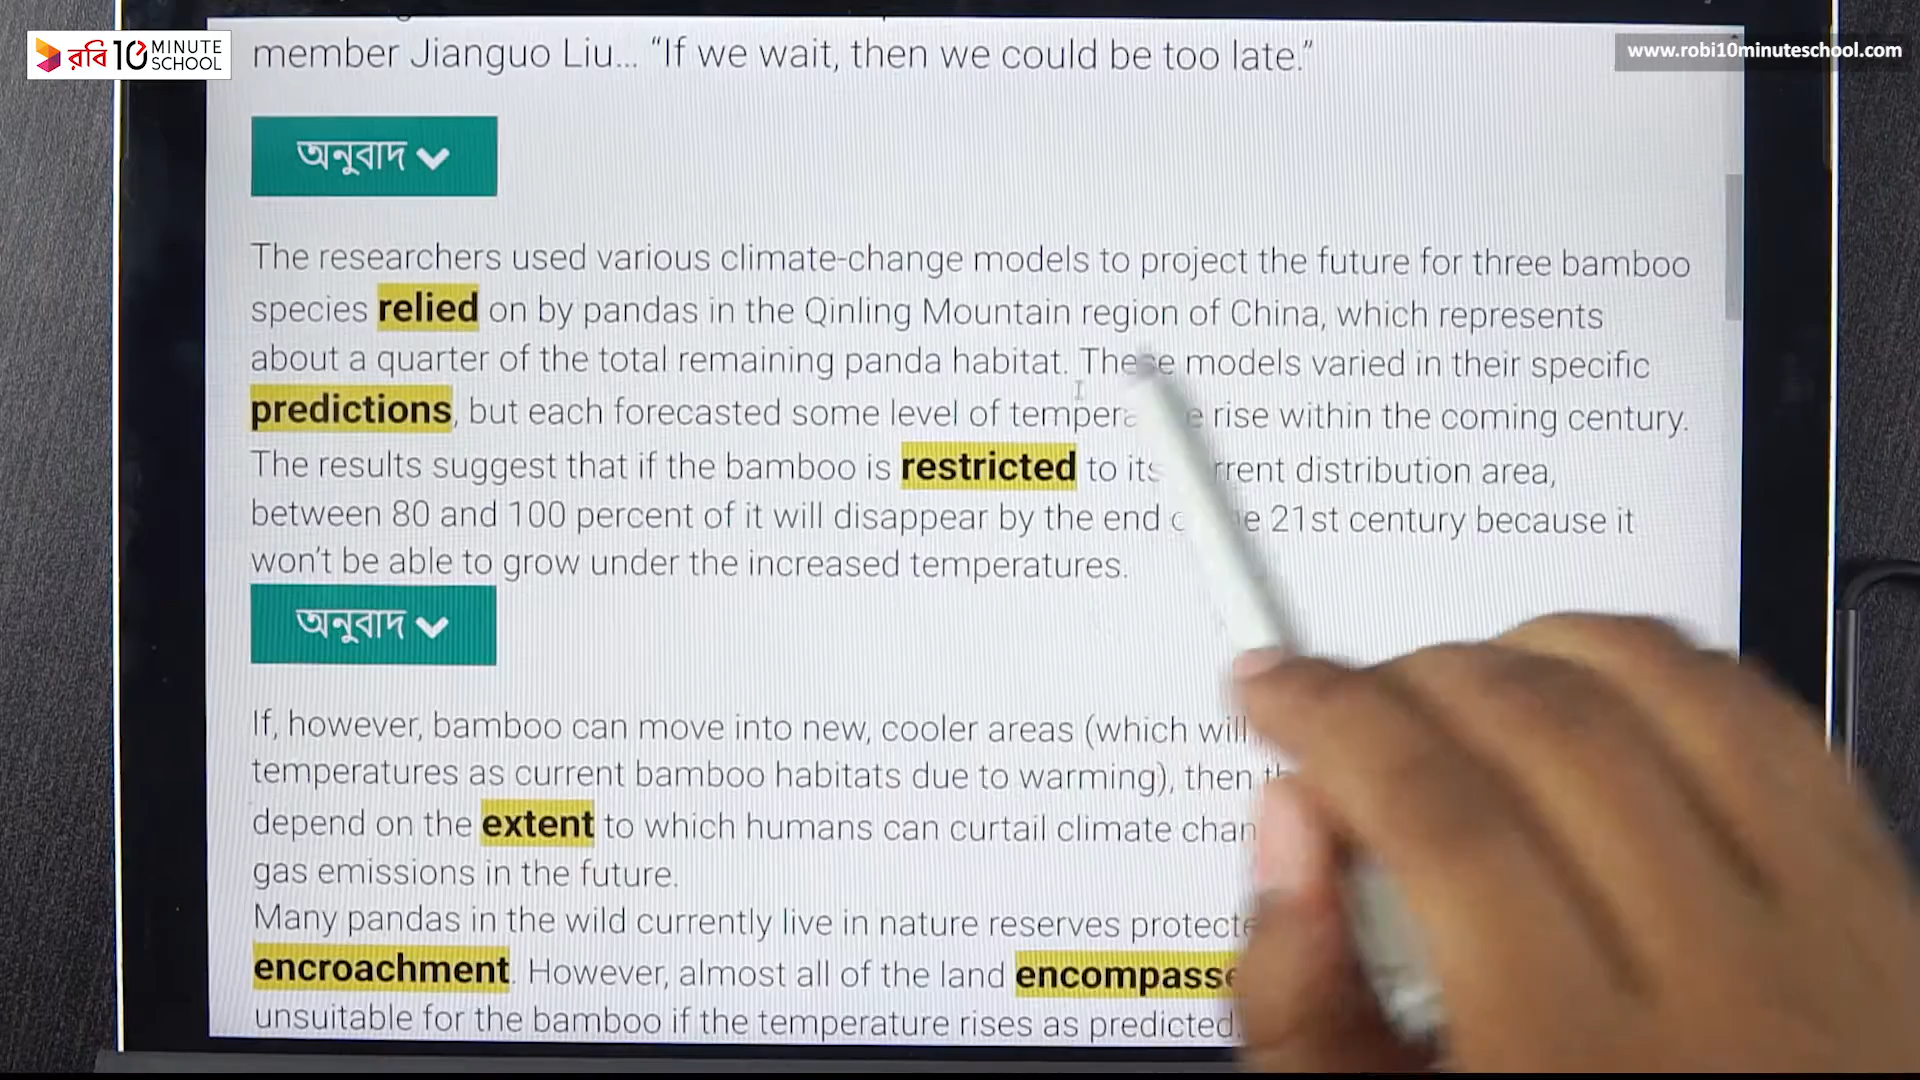 রবি 10 MINUTE SCHOOL
www.robi10minuteschool.com
member Jianguo Liu... “If we wait, then we could be too late.”
অনুবাদ
The researchers used various climate-change models to project the future for three bamboo
species relied on by pandas in the Qinling Mountain region of China, which represents
about a quarter of the total remaining panda habitat. These models varied in their specific
predictions, but each forecasted some level of rise within the coming century.
The results suggest that if the bamboo is restricted to distribution area,
between 80 and 100 percent of it will disappear by the end 21st century because it
won't be able to grow under the increased temperatures.
অনুবাদ
If, however, bamboo can move into new, cooler areas (which will
temperatures as current bamboo habitats due to warming), then
depend on the extent to which humans can curtail climate
gas emissions in the future.
Many pandas in the wild currently live in nature reserves
encroachment. However, almost all of the land
unsuitable for the bamboo if the temperature rises as predicted.